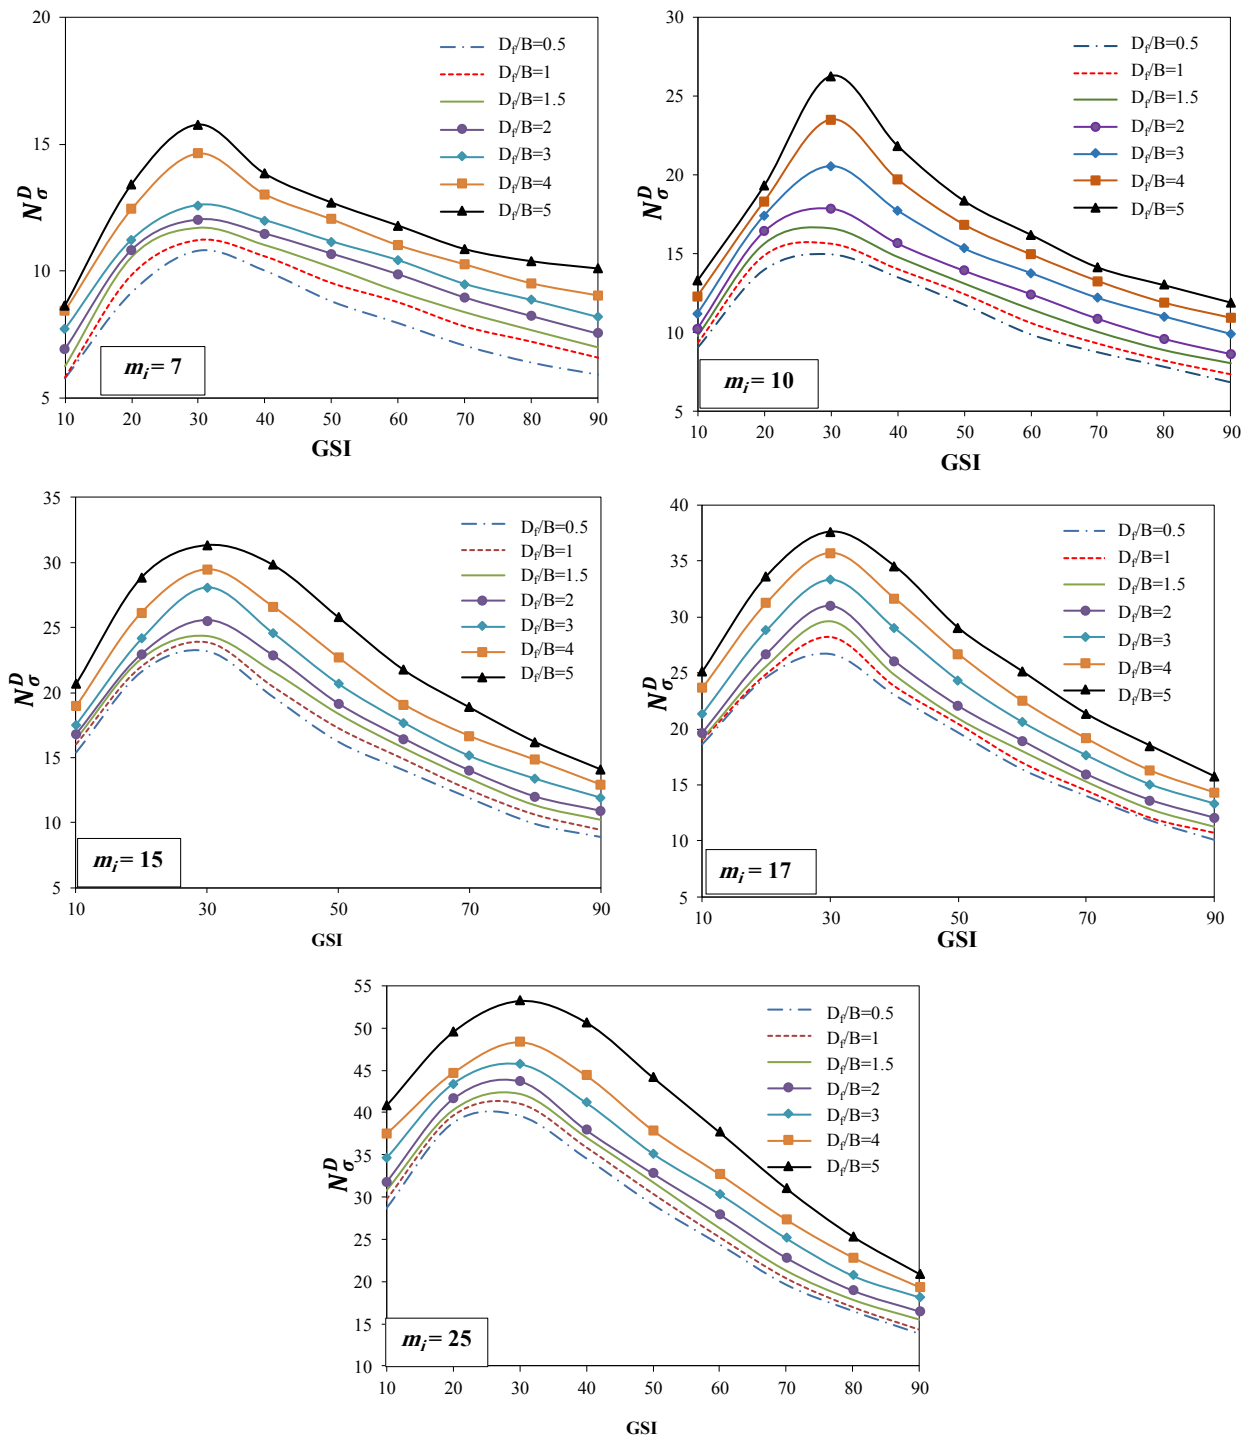 20
15
10
5
N_σ^D
D_f/B=0.5
D_f/B=1
D_f/B=1.5
D_f/B=2
D_f/B=3
D_f/B=4
D_f/B=5
m_i = 7
10 20 30 40 50 60 70 80 90
GSI
30
25
20
15
10
5
N_σ^D
D_f/B=0.5
D_f/B=1
D_f/B=1.5
D_f/B=2
D_f/B=3
D_f/B=4
D_f/B=5
m_i = 10
10 20 30 40 50 60 70 80 90
GSI
35
30
25
20
15
10
5
N_σ^D
D_f/B=0.5
D_f/B=1
D_f/B=1.5
D_f/B=2
D_f/B=3
D_f/B=4
D_f/B=5
m_i = 15
10 30 50 70 90
GSI
40
35
30
25
20
15
10
5
N_σ^D
D_f/B=0.5
D_f/B=1
D_f/B=1.5
D_f/B=2
D_f/B=3
D_f/B=4
D_f/B=5
m_i = 17
10 30 50 70 90
GSI
55
50
45
40
35
30
25
20
15
10
N_σ^D
D_f/B=0.5
D_f/B=1
D_f/B=1.5
D_f/B=2
D_f/B=3
D_f/B=4
D_f/B=5
m_i = 25
10 20 30 40 50 60 70 80 90
GSI